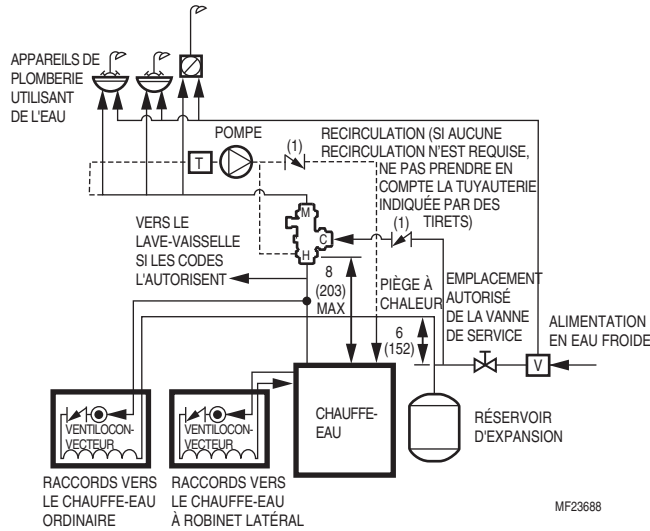 APPAREILS DE
PLOMBERIE
UTILISANT
DE L'EAU
POMPE
T
(1)
RECIRCULATION (SI AUCUNE
RECIRCULATION N'EST REQUISE,
NE PAS PRENDRE EN
COMPTE LA TUYAUTERIE
INDIQUÉE PAR DES
TIRETS)
(1)
M
C
H
VERS LE
LAVE-VAISSELLE
SI LES CODES
L'AUTORISENT
8
(203)
MAX
PIÈGE À
CHALEUR
6
(152)
EMPLACEMENT
AUTORISÉ
DE LA VANNE
DE SERVICE
ALIMENTATION
EN EAU FROIDE
V
VENTILOCON-
VECTEUR
VENTILOCON-
VECTEUR
CHAUFFE-
EAU
RÉSERVOIR
D'EXPANSION
RACCORDS VERS
LE CHAUFFE-EAU
ORDINAIRE
RACCORDS VERS
LE CHAUFFE-EAU
À ROBINET LATÉRAL
MF23688